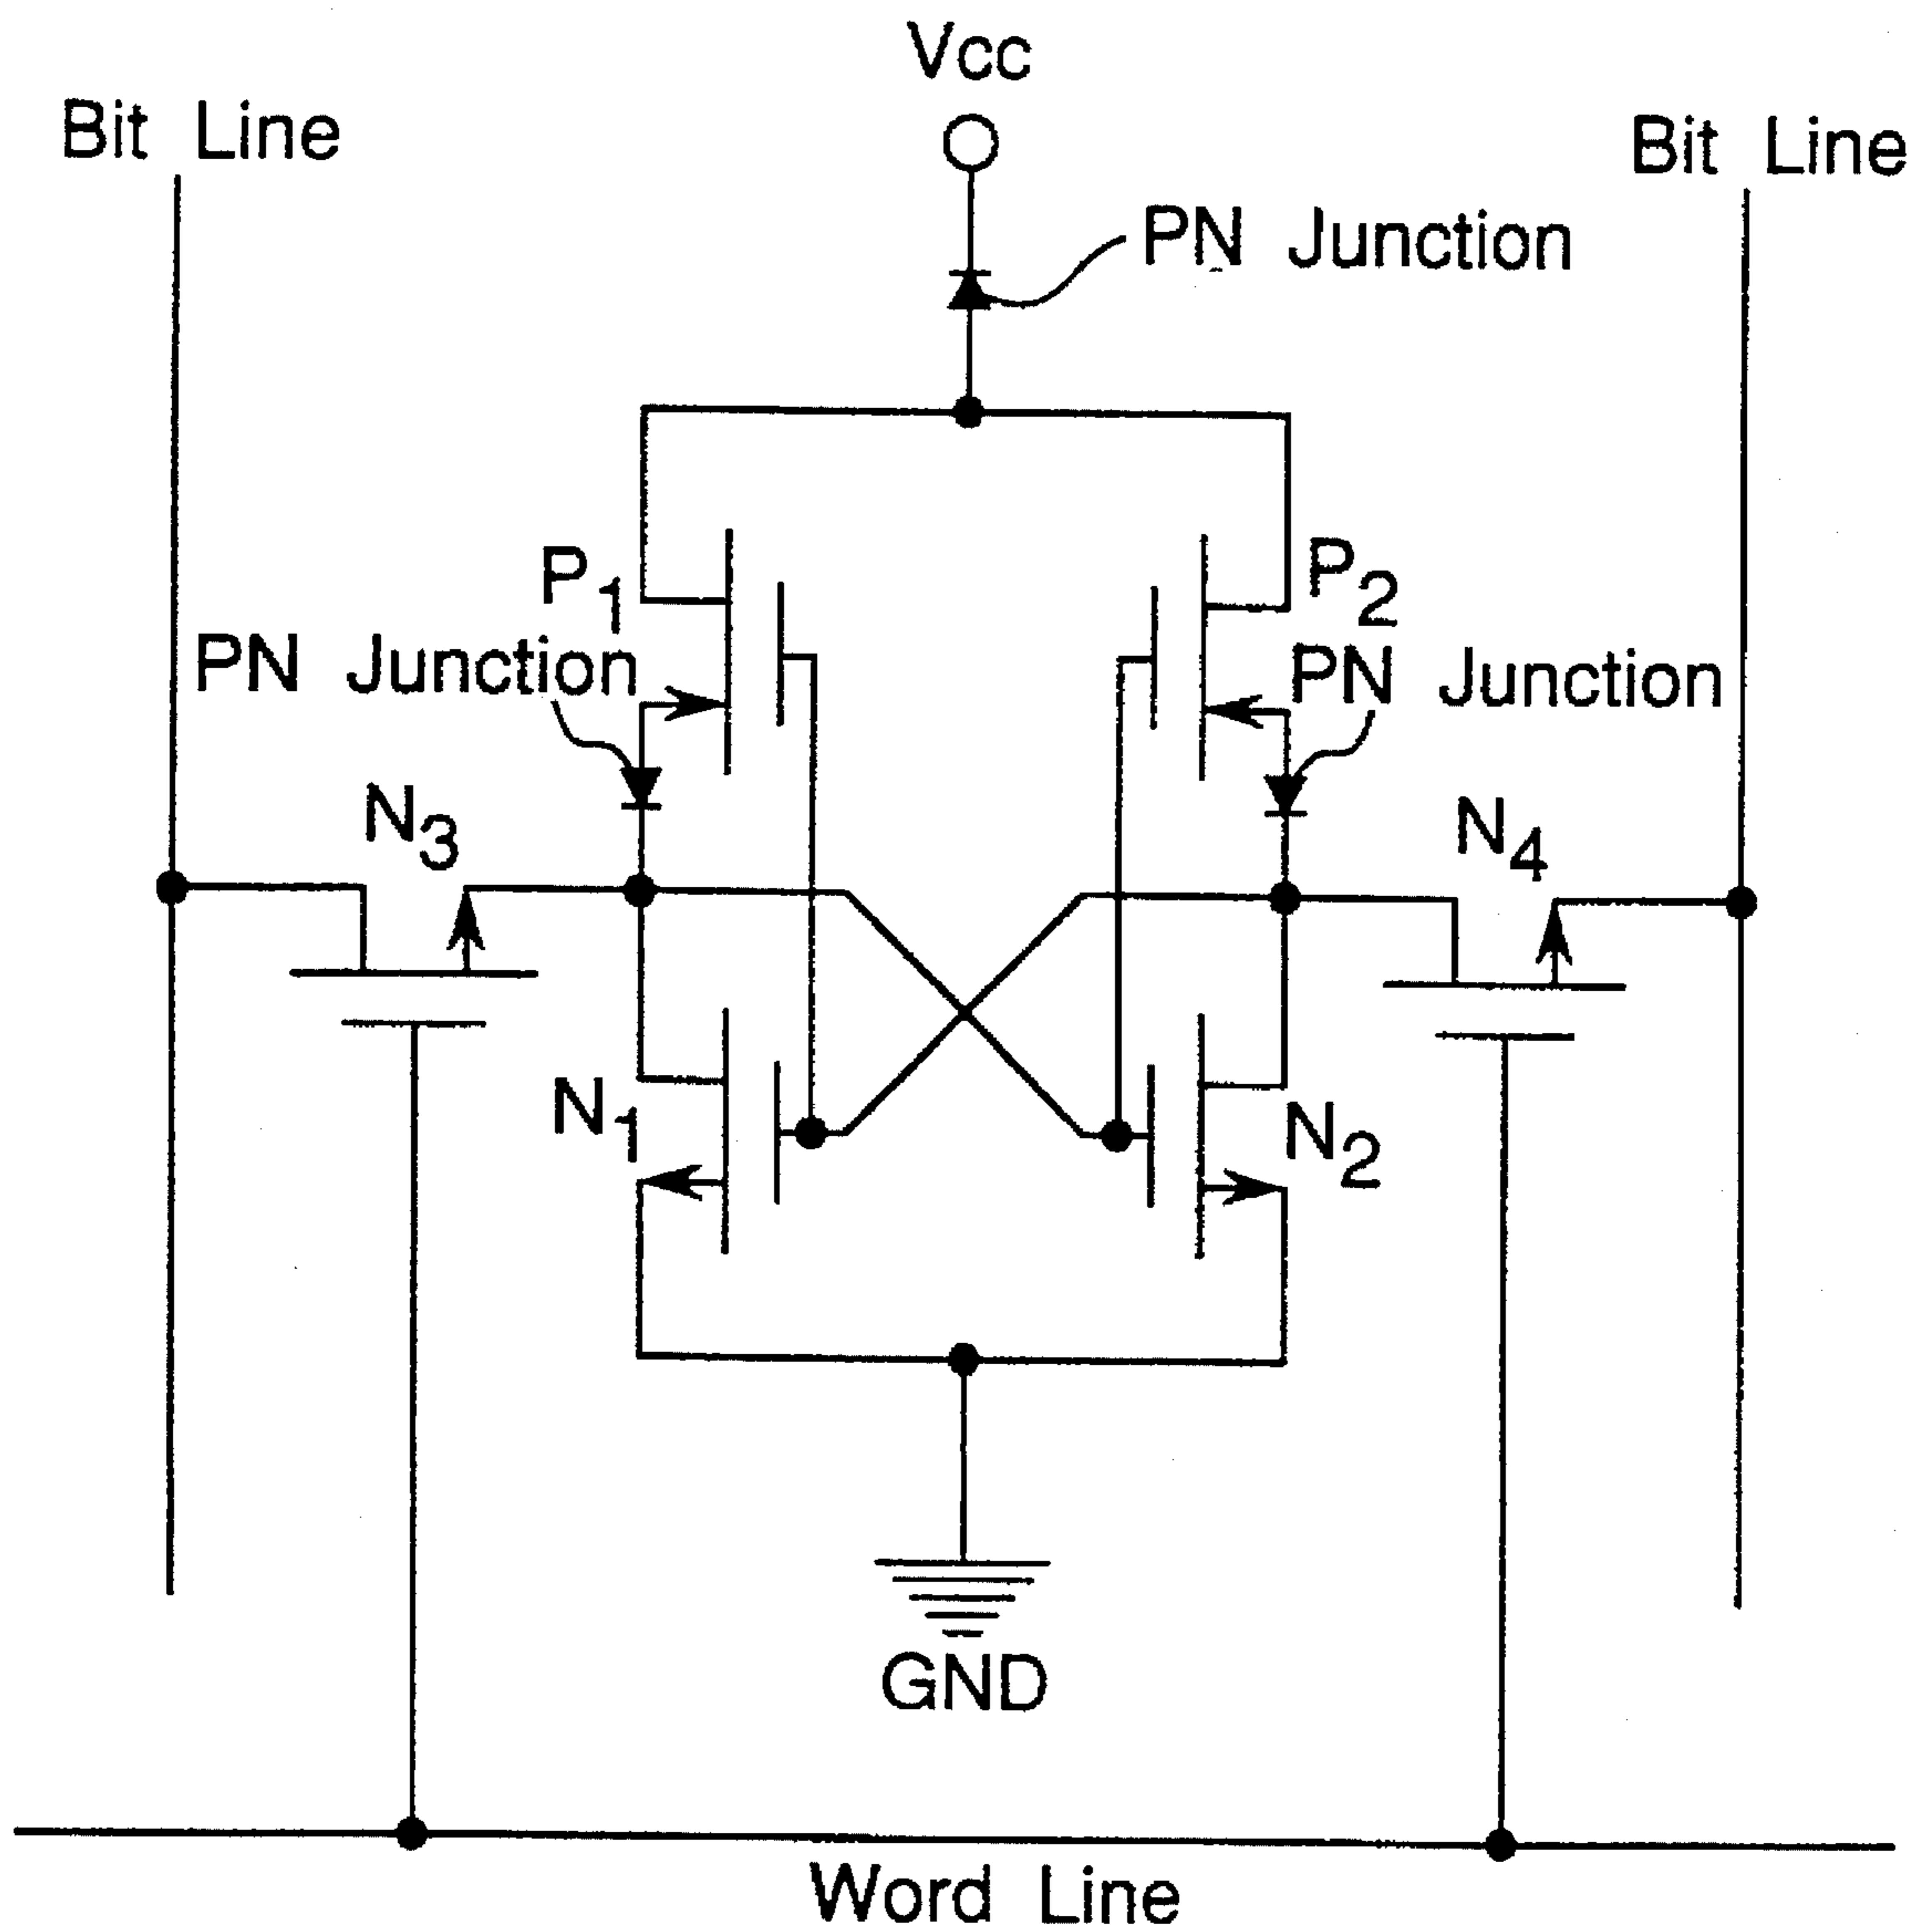 Vcc
Bit Line
Bit Line
PN Junction
P1
P2
PN Junction
PN Junction
N3
N4
N1
N2
GND
Word Line